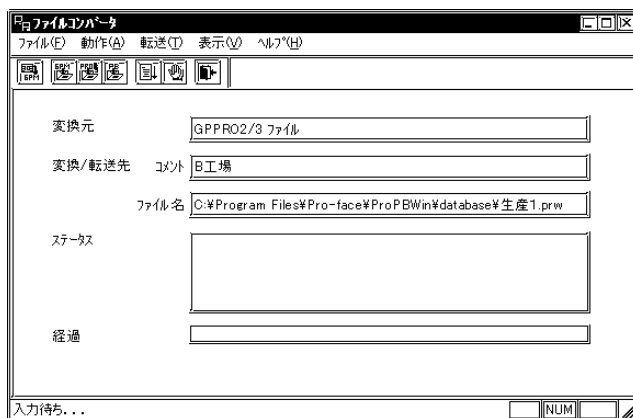 ファイルコンバータ
ファイル(F) 動作(A) 転送(T) 表示(V) ヘルプ(H)
変換元 GPPRO2/3 ファイル
変換/転送先 コメント B工場
ファイル名 C:¥Program Files¥Pro-face¥ProPBWin¥database¥生産1.prw
ステータス
経過
入力待ち... NUM